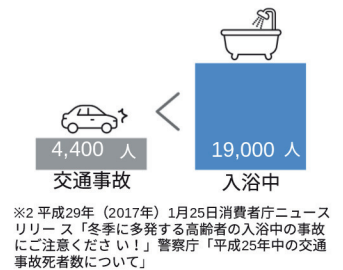 4,400 人
交通事故
19,000 人
入浴中
※2 平成29年（2017年）1月25日消費者庁ニュース
リリー ス「冬季に多発する高齢者の入浴中の事故
にご注意くださ い！」警察庁「平成25年中の交通
事故死者数について」